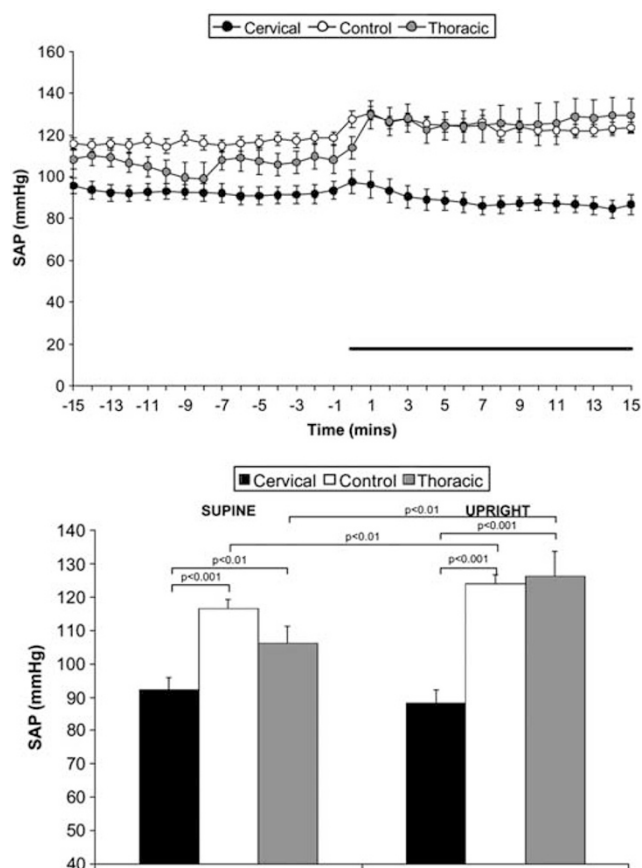 Cervical Control Thoracic
160
140
120
100
80
60
40
20
0
SAP (mmHg)
-15 -13 -11 -9 -7 -5 -3 -1 1 3 5 7 9 11 13 15
Time (mins)
Cervical Control Thoracic
SUPINE UPRIGHT
p<0.01
p<0.01 p<0.001
p<0.01 p<0.001
p<0.001
140
130
120
110
100
90
80
70
60
50
40
SAP (mmHg)